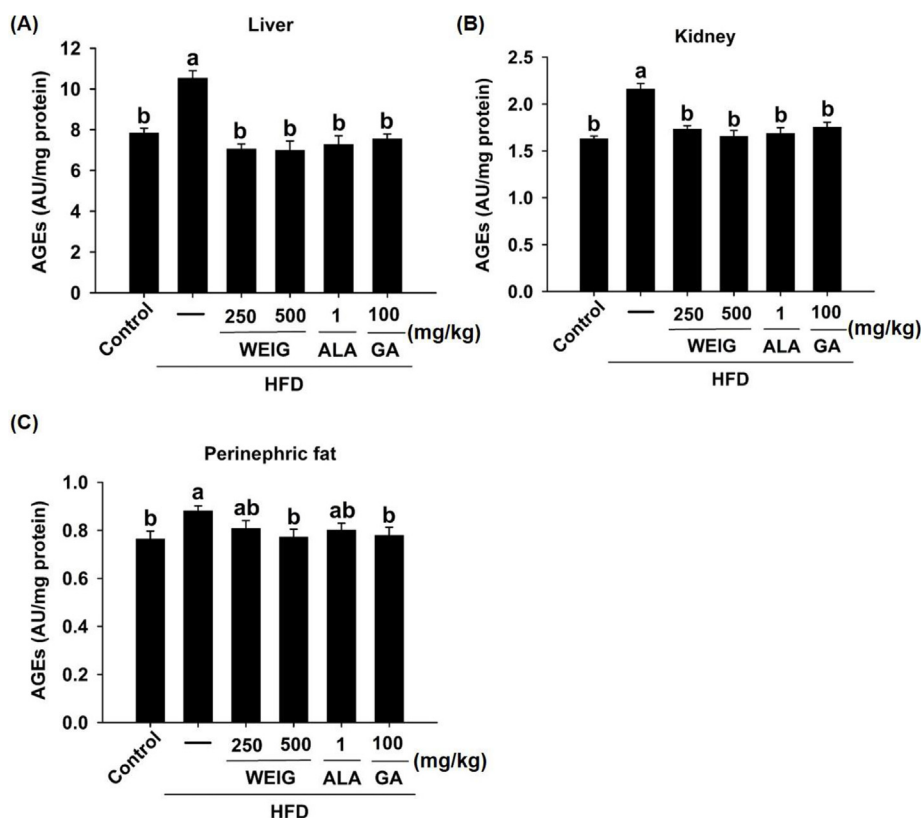 (A)
Liver
AGEs (AU/mg protein)
12
10
8
6
4
2
0
b a b b b b
Control — 250 500 1 100 (mg/kg)
WEIG ALA GA
HFD
(B)
Kidney
AGEs (AU/mg protein)
2.5
2.0
1.5
1.0
0.5
0.0
b a b b b b
Control — 250 500 1 100 (mg/kg)
WEIG ALA GA
HFD
(C)
Perinephric fat
AGEs (AU/mg protein)
1.0
0.8
0.6
0.4
0.2
0.0
b a ab b ab b
Control — 250 500 1 100 (mg/kg)
WEIG ALA GA
HFD